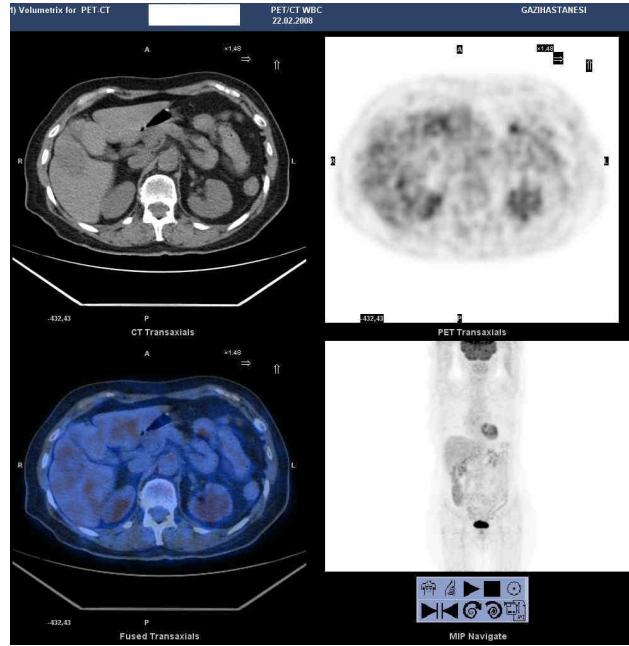 1) Volumetrix for PET-CT
PET/CT WBC
22.02.2008
GAZIHASTANESI
A
×1,48
R
L
-432,43
P
CT Transaxials
A
×1,48
R
L
-432,43
P
PET Transaxials
A
×1,48
R
L
-432,43
P
Fused Transaxials
MIP Navigate